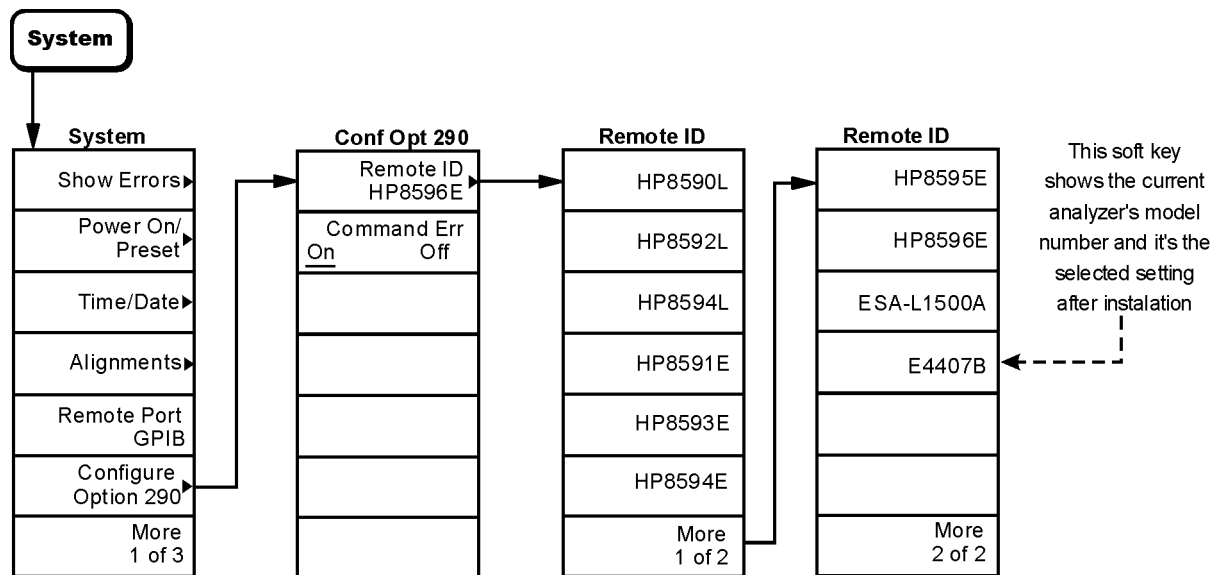 System
System
Show Errors
Power On/
Preset
Time/Date
Alignments
Remote Port
GPIB
Configure
Option 290
More
1 of 3
Conf Opt 290
Remote ID
HP8596E
Command Err
On Off
Remote ID
HP8590L
HP8592L
HP8594L
HP8591E
HP8593E
HP8594E
More
1 of 2
Remote ID
HP8595E
HP8596E
ESA-L1500A
E4407B
More
2 of 2
This soft key
shows the current
analyzer's model
number and it's the
selected setting
after instalation